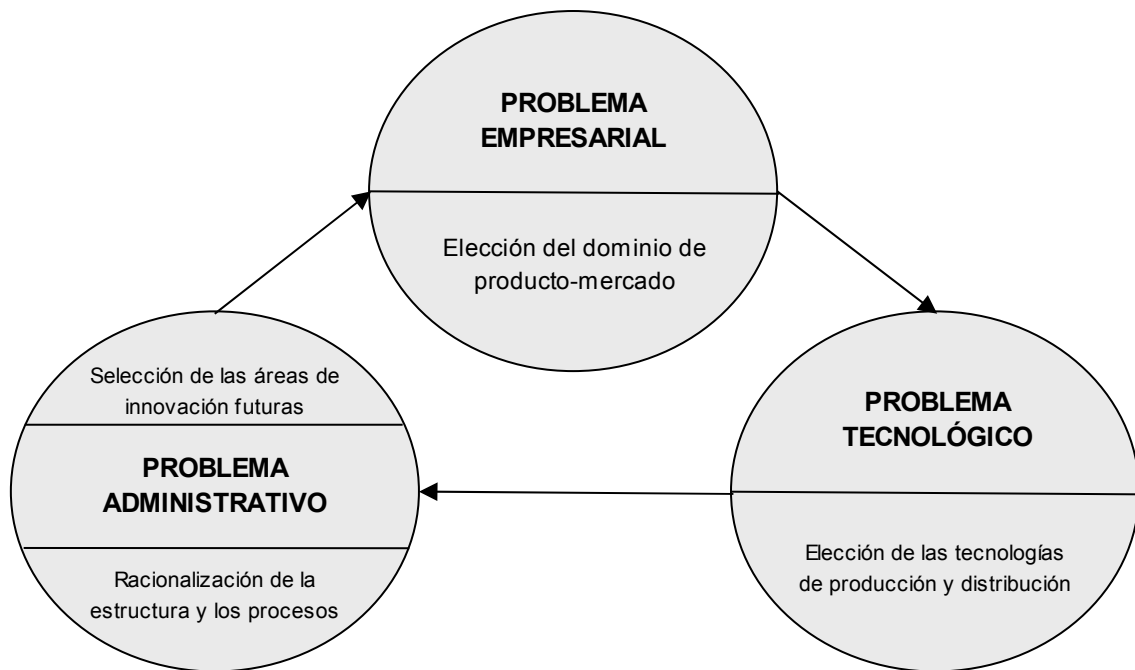 PROBLEMA
EMPRESARIAL
Elección del dominio de
producto-mercado
Selección de las áreas de
innovación futuras
PROBLEMA
ADMINISTRATIVO
Racionalización de la
estructura y los procesos
PROBLEMA
TECNOLÓGICO
Elección de las tecnologías
de producción y distribución